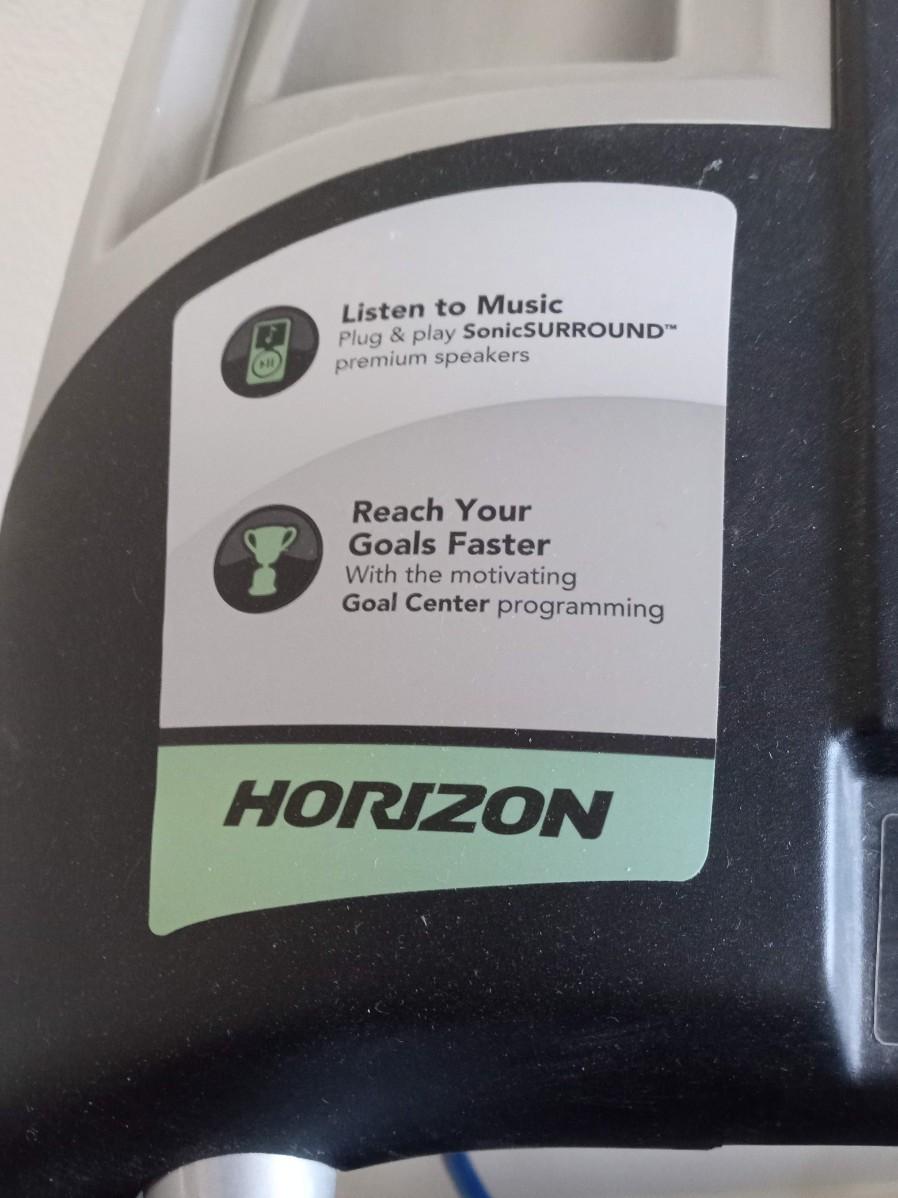 Listen to Music
Plug & play SonicSURROUND™
premium speakers
Reach Your
Goals Faster
With the motivating
Goal Center programming
HORIZON